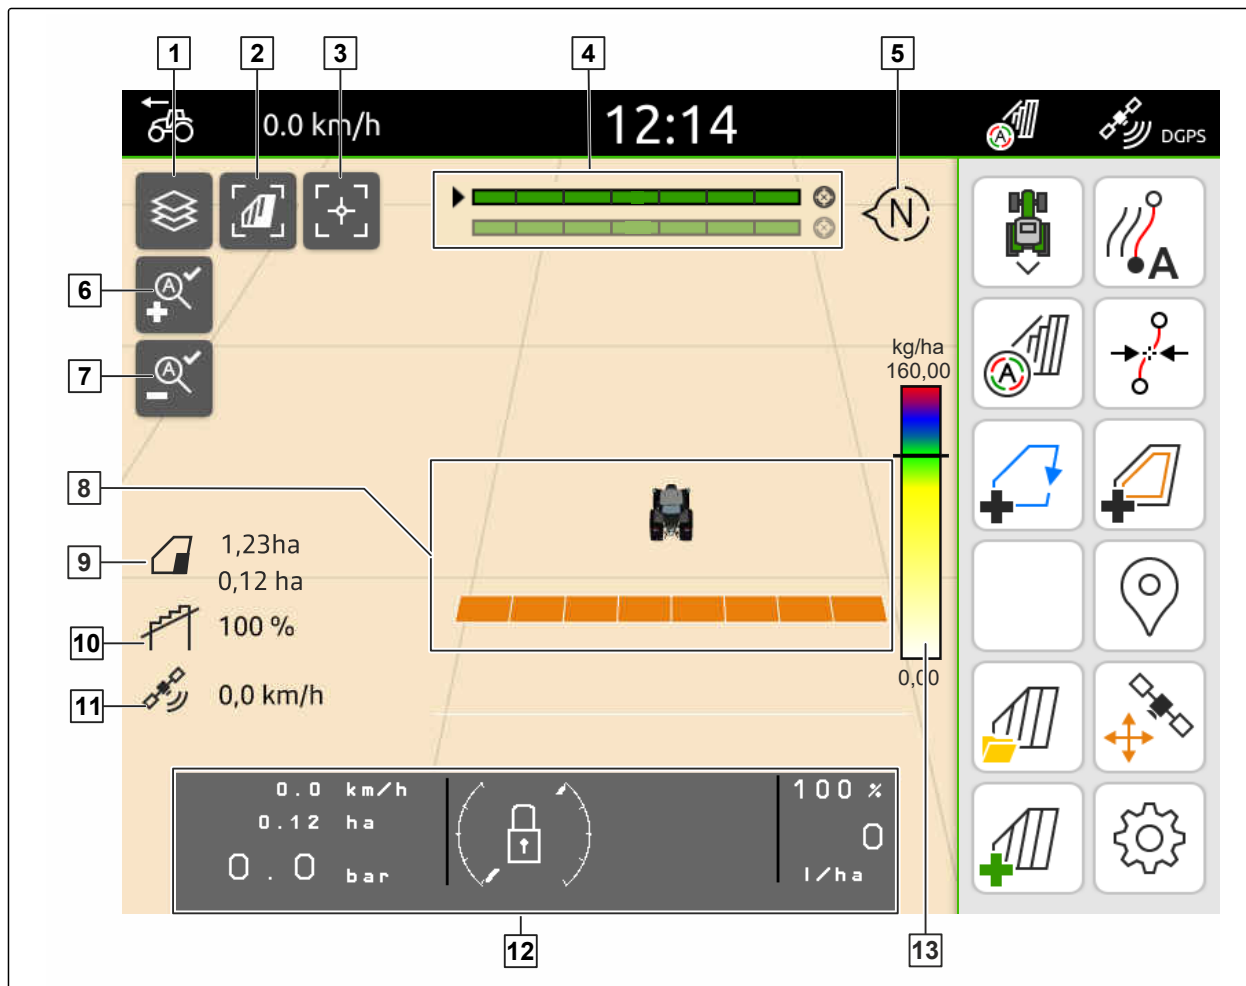 1 2 3 4 5
0.0 km/h 12:14 DGPS
N
A
6 A
7 A
kg/ha
160,00
A
8
9 1,23ha
0,12 ha
10 100 %
11 0,0 km/h
0,00
0.0 km/h 100 %
0.12 ha
0
0.0 bar l/ha
12 13